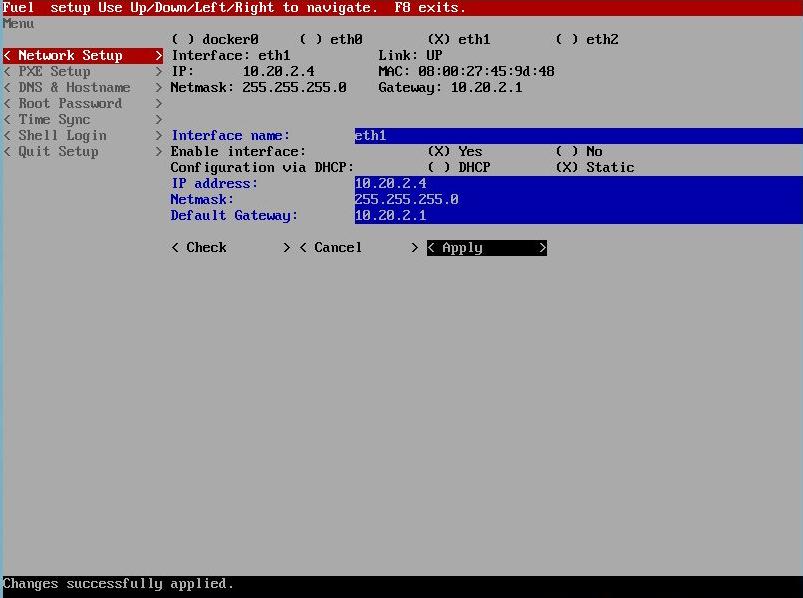 Fuel  setup Use Up/Down/Left/Right to navigate.  F8 exits.
Menu
( ) docker0 ( ) eth0 (X) eth1 ( ) eth2
< Network Setup > Interface: eth1 Link: UP
< PXE Setup > IP: 10.20.2.4 MAC: 08:00:27:45:9d:48
< DNS & Hostname > Netmask: 255.255.255.0 Gateway: 10.20.2.1
< Root Password >
< Time Sync >
< Shell Login > Interface name: eth1
< Quit Setup > Enable interface: (X) Yes ( ) No
Configuration via DHCP: ( ) DHCP (X) Static
IP address: 10.20.2.4
Netmask: 255.255.255.0
Default Gateway: 10.20.2.1
< Check > < Cancel > < Apply >
Changes successfully applied.